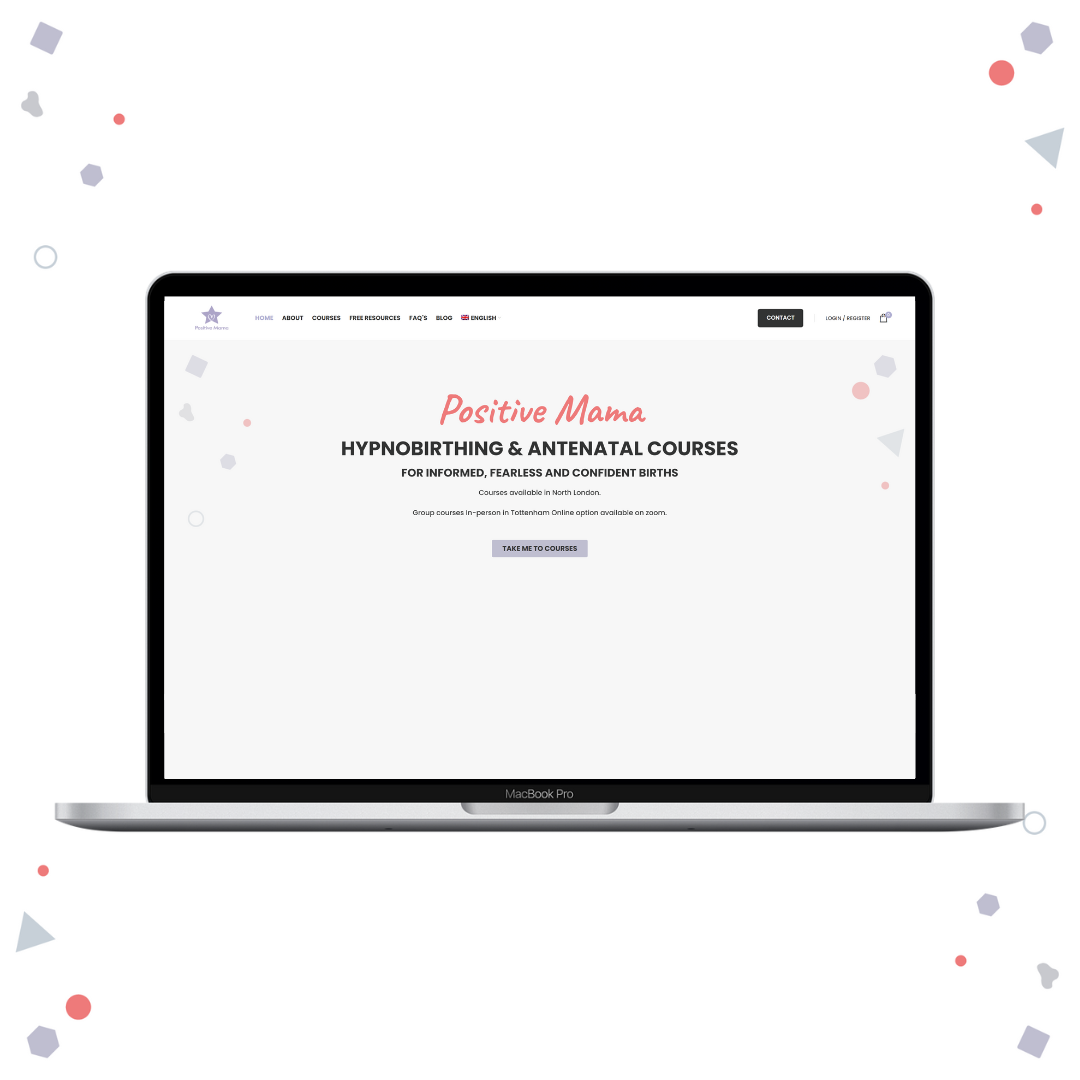 Positive Mama
HOME ABOUT COURSES FREE RESOURCES FAQ'S BLOG ENGLISH CONTACT LOGIN / REGISTER 0
Positive Mama
HYPNOBIRTHING & ANTENATAL COURSES
FOR INFORMED, FEARLESS AND CONFIDENT BIRTHS
Courses available in North London.
Group courses in-person in Tottenham Online option available on zoom.
TAKE ME TO COURSES
MacBook Pro